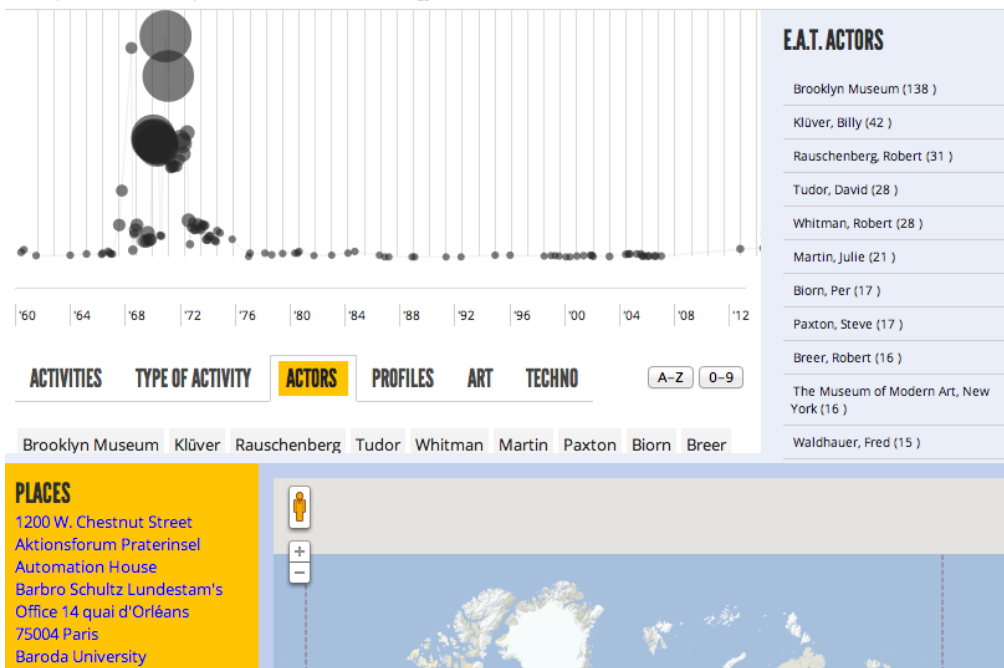 '60 '64 '68 '72 '76 '80 '84 '88 '92 '96 '00 '04 '08 '12
ACTIVITIES TYPE OF ACTIVITY ACTORS PROFILES ART TECHNO A-Z 0-9
Brooklyn Museum Klüver Rauschenberg Tudor Whitman Martin Paxton Biorn Breer
E.A.T. ACTORS
Brooklyn Museum (138 )
Klüver, Billy (42 )
Rauschenberg, Robert (31 )
Tudor, David (28 )
Whitman, Robert (28 )
Martin, Julie (21 )
Biorn, Per (17 )
Paxton, Steve (17 )
Breer, Robert (16 )
The Museum of Modern Art, New
York (16 )
Waldhauer, Fred (15 )
PLACES
1200 W. Chestnut Street
Aktionsforum Praterinsel
Automation House
Barbro Schultz Lundestam's
Office 14 quai d'Orléans
75004 Paris
Baroda University
+
−